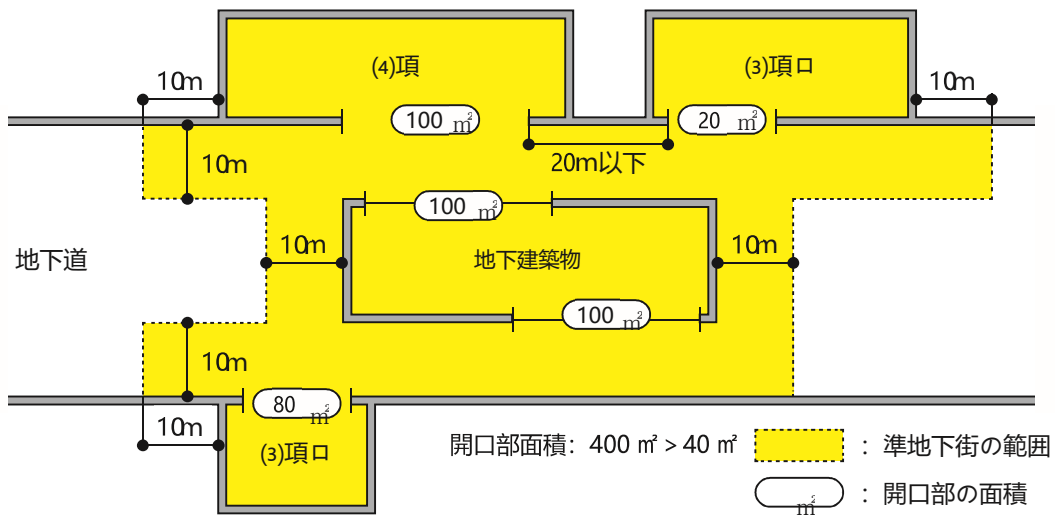 (4)項
(3)項ロ
10m
10m
100 ㎡
20 ㎡
20m以下
10m
100 ㎡
10m
地下建築物
10m
地下道
100 ㎡
10m
80 ㎡
10m
(3)項ロ
開口部面積：400 ㎡ > 40 ㎡
：準地下街の範囲
㎡
：開口部の面積